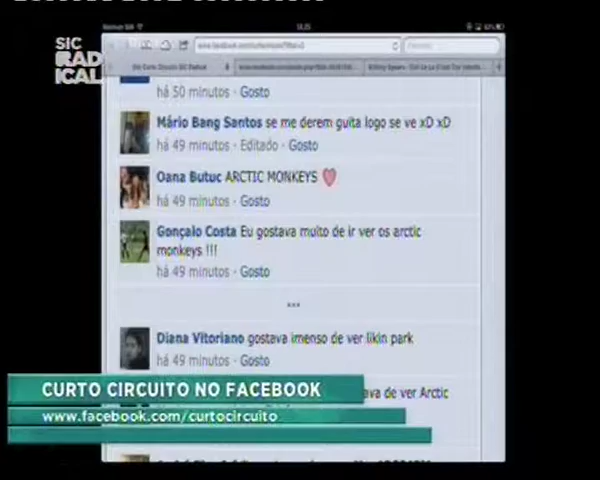 SIC
RAD
ICAL
há 50 minutos · Gosto
Mário Bang Santos se me derem guita logo se ve xD xD
há 49 minutos · Editado · Gosto
Oana Butuc ARCTIC MONKEYS
há 49 minutos · Gosto
Gonçalo Costa Eu gostava muito de ir ver os arctic
monkeys !!!
há 49 minutos · Gosto
...
Diana Vitoriano gostava imenso de ver likin park
há 49 minutos · Gosto
de ver Arctic
CURTO CIRCUITO NO FACEBOOK
www.facebook.com/curtocircuito